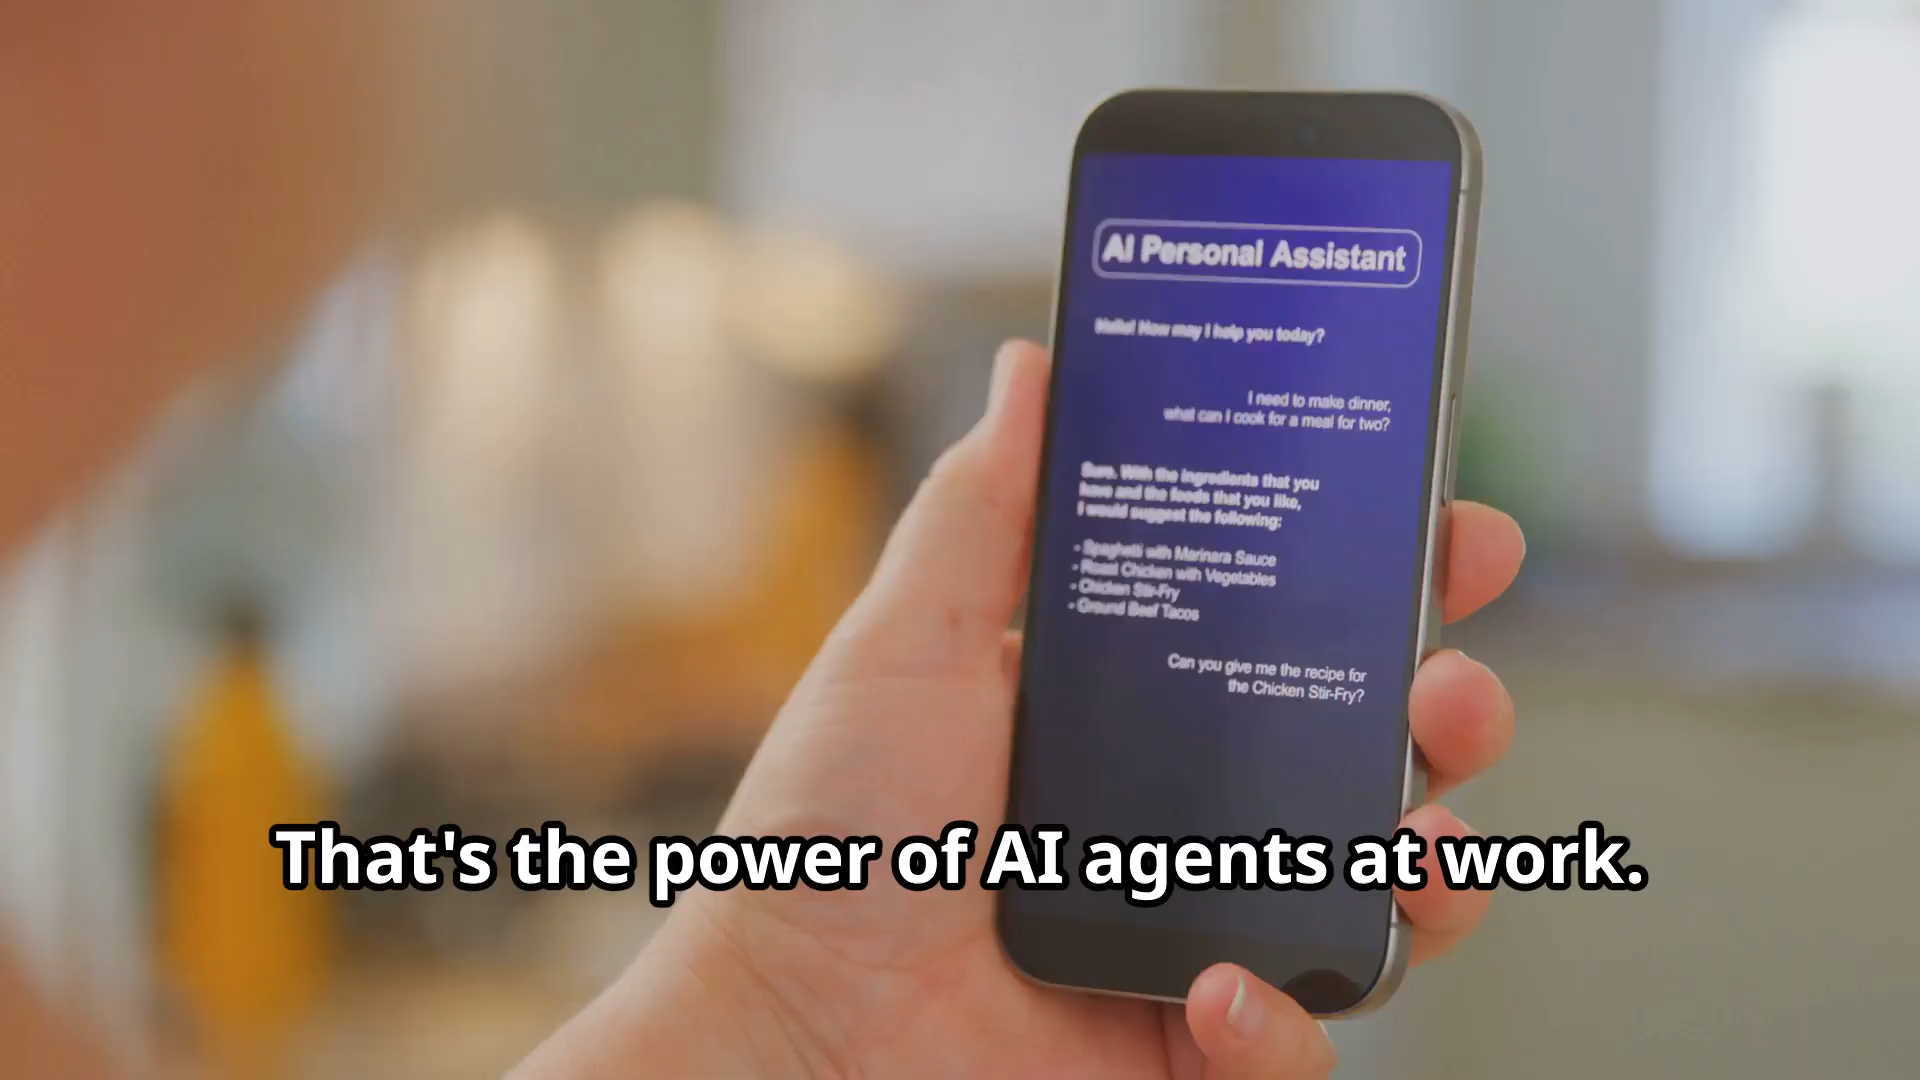 AI Personal Assistant
Hello! How may I help you today?
I need to make dinner,
what can I cook for a meal for two?
Sure. With the ingredients that you
have and the foods that you like,
I would suggest the following:
- Spaghetti with Marinara Sauce
- Roast Chicken with Vegetables
- Chicken Stir-Fry
- Ground Beef Tacos
Can you give me the recipe for
the Chicken Stir-Fry?
That's the power of AI agents at work.